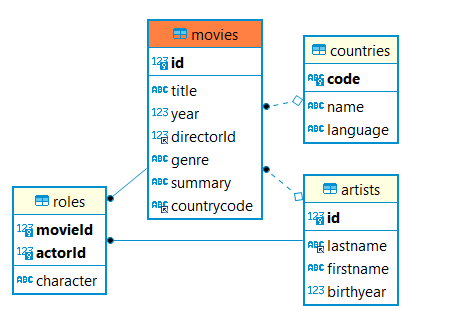 movies
123 id
ABC title
123 year
123 directorId
ABC genre
ABC summary
ABC countrycode
countries
ABC code
ABC name
ABC language
roles
123 movieId
123 actorId
ABC character
artists
123 id
ABC lastname
ABC firstname
123 birthyear